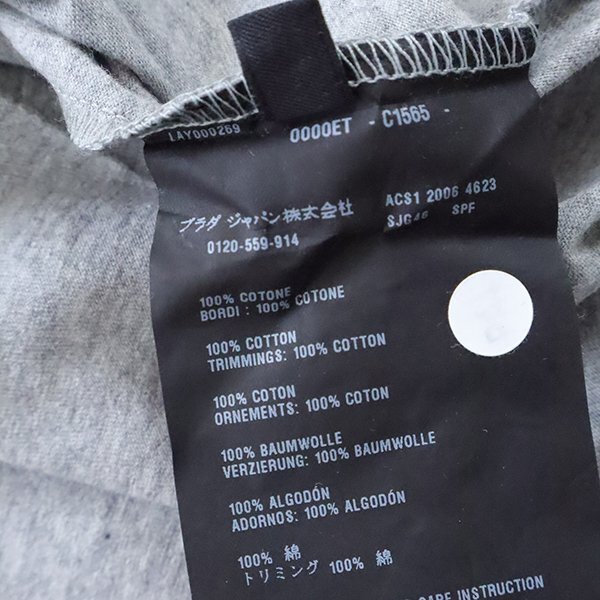 LAY000269
0000ET - C1565 -
プラダ ジャパン株式会社
0120-559-914
ACS1 2006 4623
SJG46 SPF
100% COTONE
BORDI : 100% COTONE
100% COTTON
TRIMMINGS: 100% COTTON
100% COTON
ORNEMENTS: 100% COTON
100% BAUMWOLLE
VERZIERUNG: 100% BAUMWOLLE
100% ALGODÓN
ADORNOS: 100% ALGODÓN
100% 綿
トリミング 100% 綿
CARE INSTRUCTION